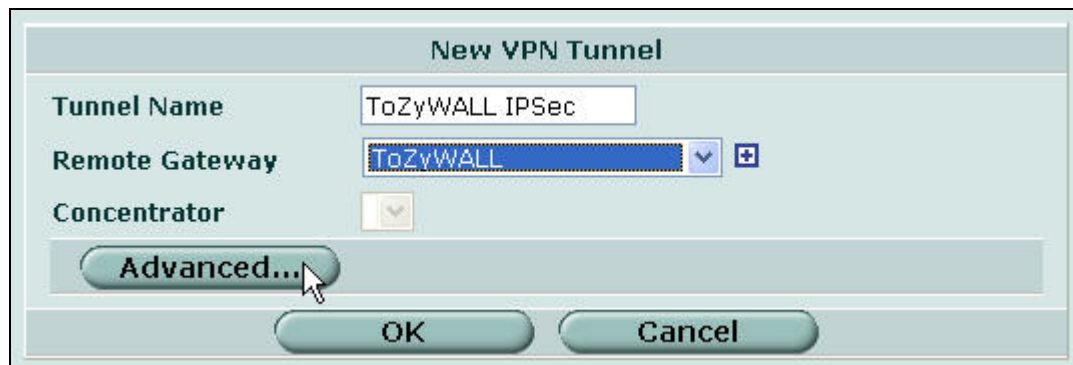 New VPN Tunnel
Tunnel Name ToZyWALL IPSec
Remote Gateway ToZyWALL
Concentrator
Advanced...
OK Cancel